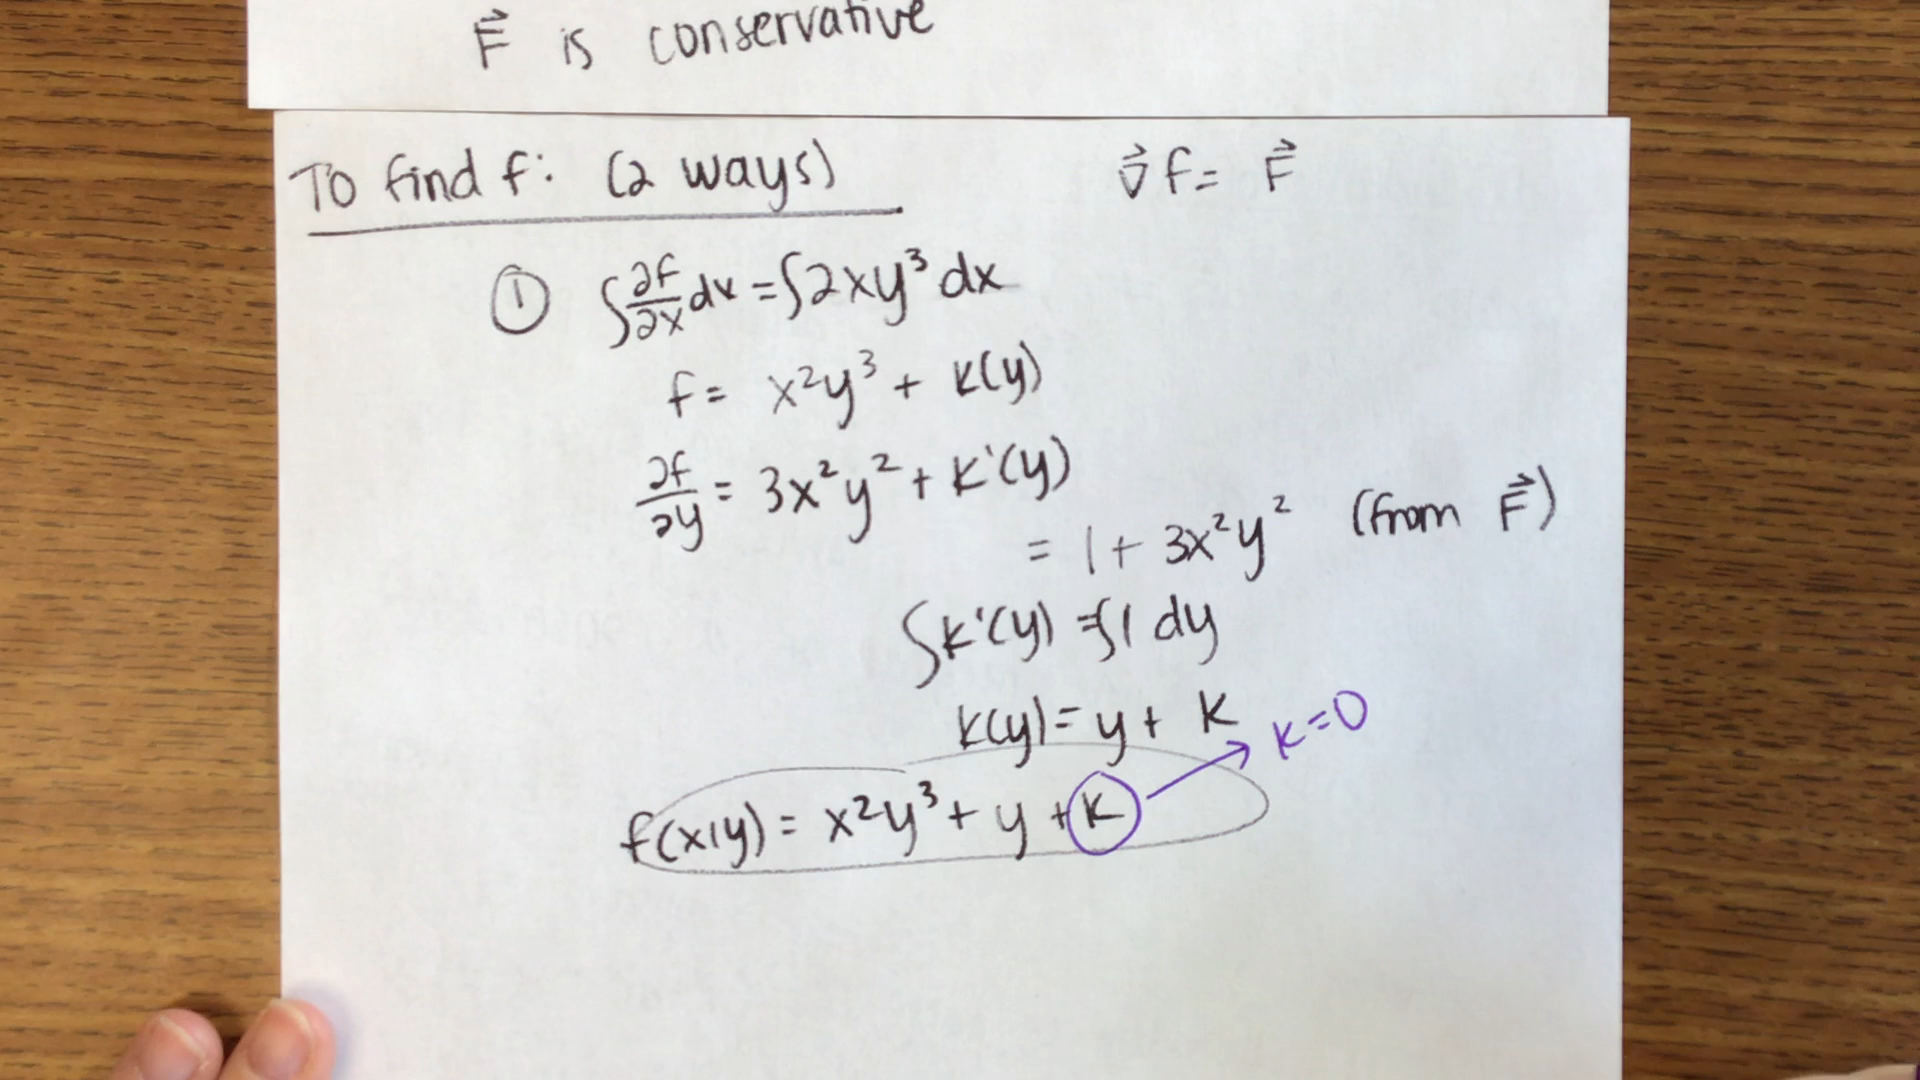 F⃗ is conservative
To find f: (2 ways)
∇⃗f = F⃗
① ∫∂f/∂x dx = ∫2xy³ dx
f = x²y³ + k(y)
∂f/∂y = 3x²y² + k'(y)
= 1 + 3x²y² (from F⃗)
∫k'(y) = ∫1 dy
k(y) = y + k
k=0
f(x,y) = x²y³ + y + k